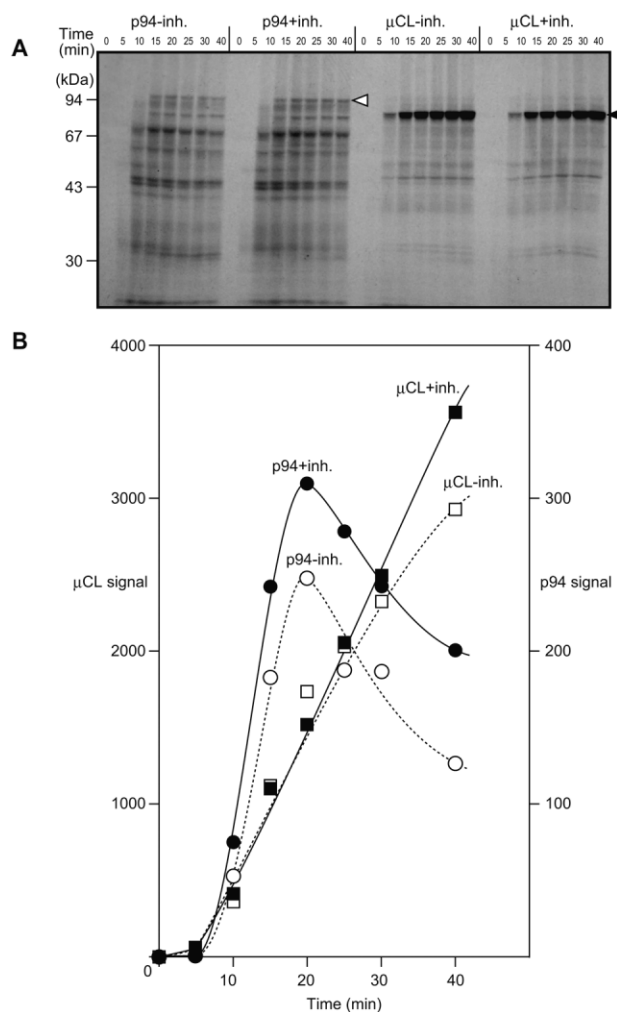 A
Time (min)
p94-inh. p94+inh. μCL-inh. μCL+inh.
0 5 10 15 20 25 30 40 0 5 10 15 20 25 30 40 0 5 10 15 20 25 30 40 0 5 10 15 20 25 30 40
(kDa)
94
67
43
30
B
4000 400
μCL+inh.
p94+inh.
μCL-inh.
3000 300
p94-inh.
μCL signal p94 signal
2000 200
1000 100
0
10 20 30 40
Time (min)